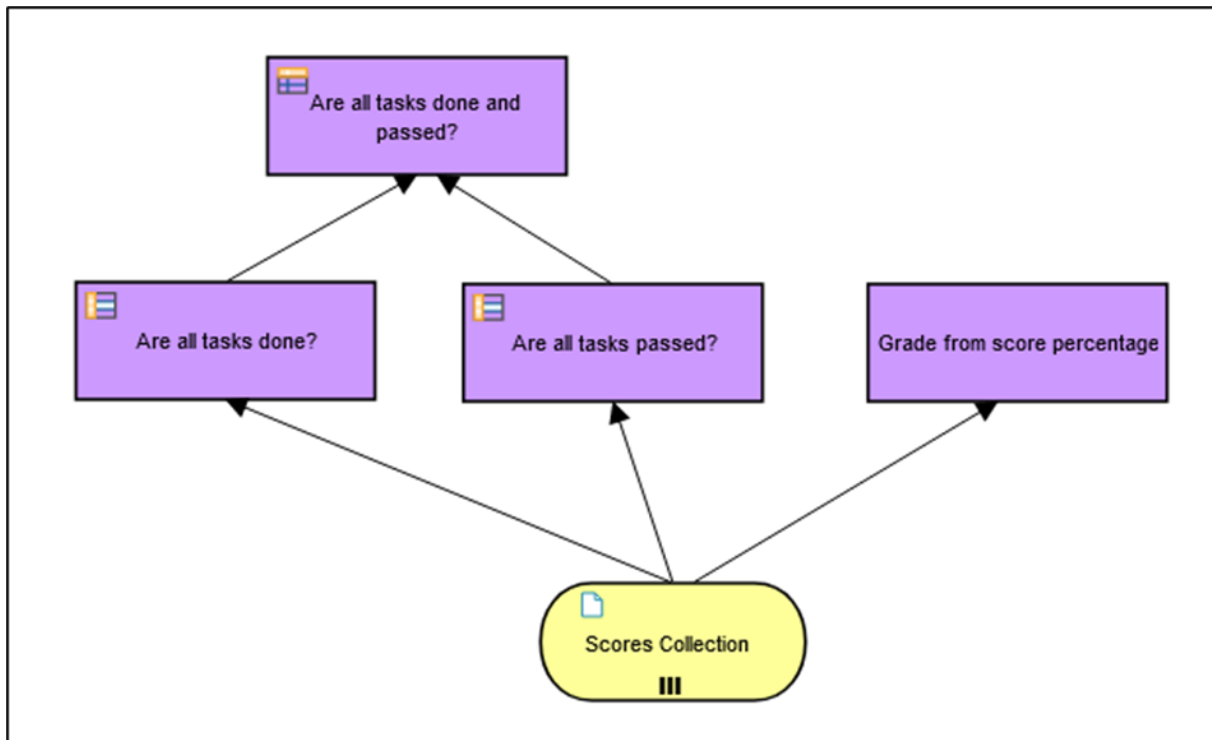 Are all tasks done and
passed?
Are all tasks done?
Are all tasks passed?
Grade from score percentage
Scores Collection